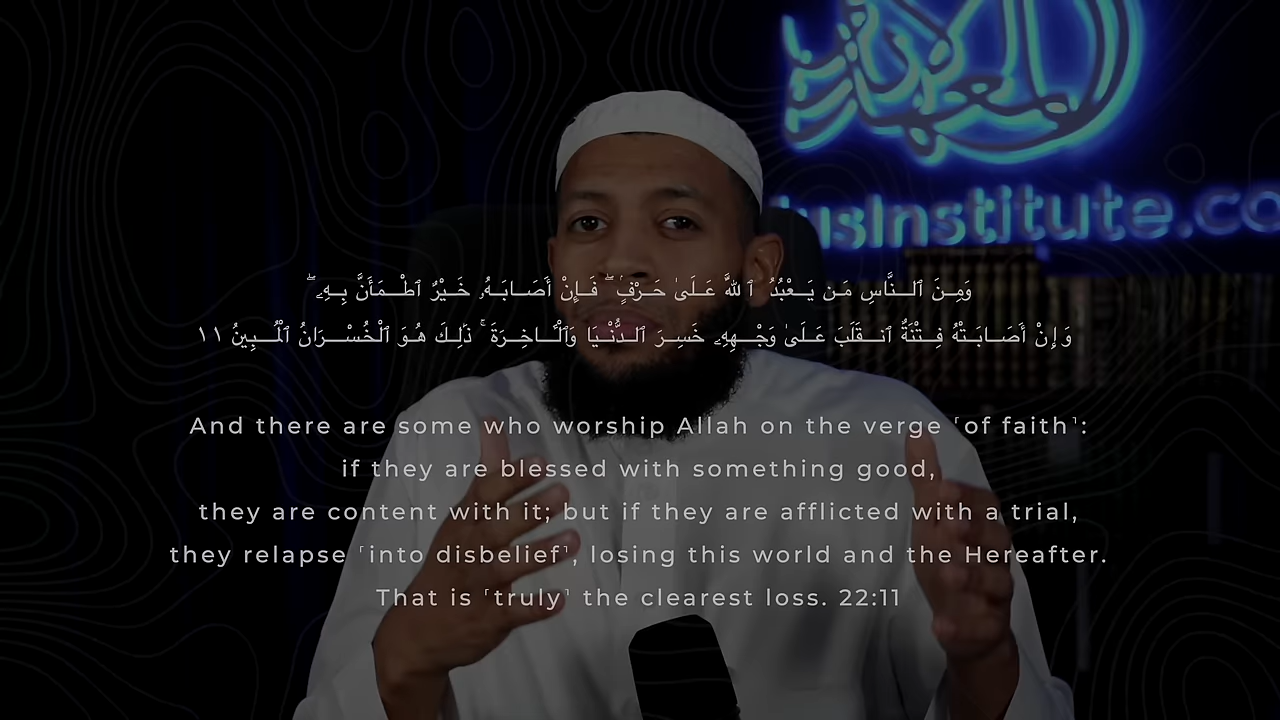 usInstitute.co
وَمِنَ ٱلنَّاسِ مَن يَعْبُدُ ٱللَّهَ عَلَىٰ حَرْفٍ ۖ فَإِنْ أَصَابَهُۥ خَيْرٌ ٱطْمَأَنَّ بِهِۦ ۖ
وَإِنْ أَصَابَتْهُ فِتْنَةٌ ٱنقَلَبَ عَلَىٰ وَجْهِهِۦ خَسِرَ ٱلدُّنْيَا وَٱلْـَٔاخِرَةَ ۚ ذَٰلِكَ هُوَ ٱلْخُسْرَانُ ٱلْمُبِينُ ١١
And there are some who worship Allah on the verge ˹of faith˺:
if they are blessed with something good,
they are content with it; but if they are afflicted with a trial,
they relapse ˹into disbelief˺, losing this world and the Hereafter.
That is ˹truly˺ the clearest loss. 22:11